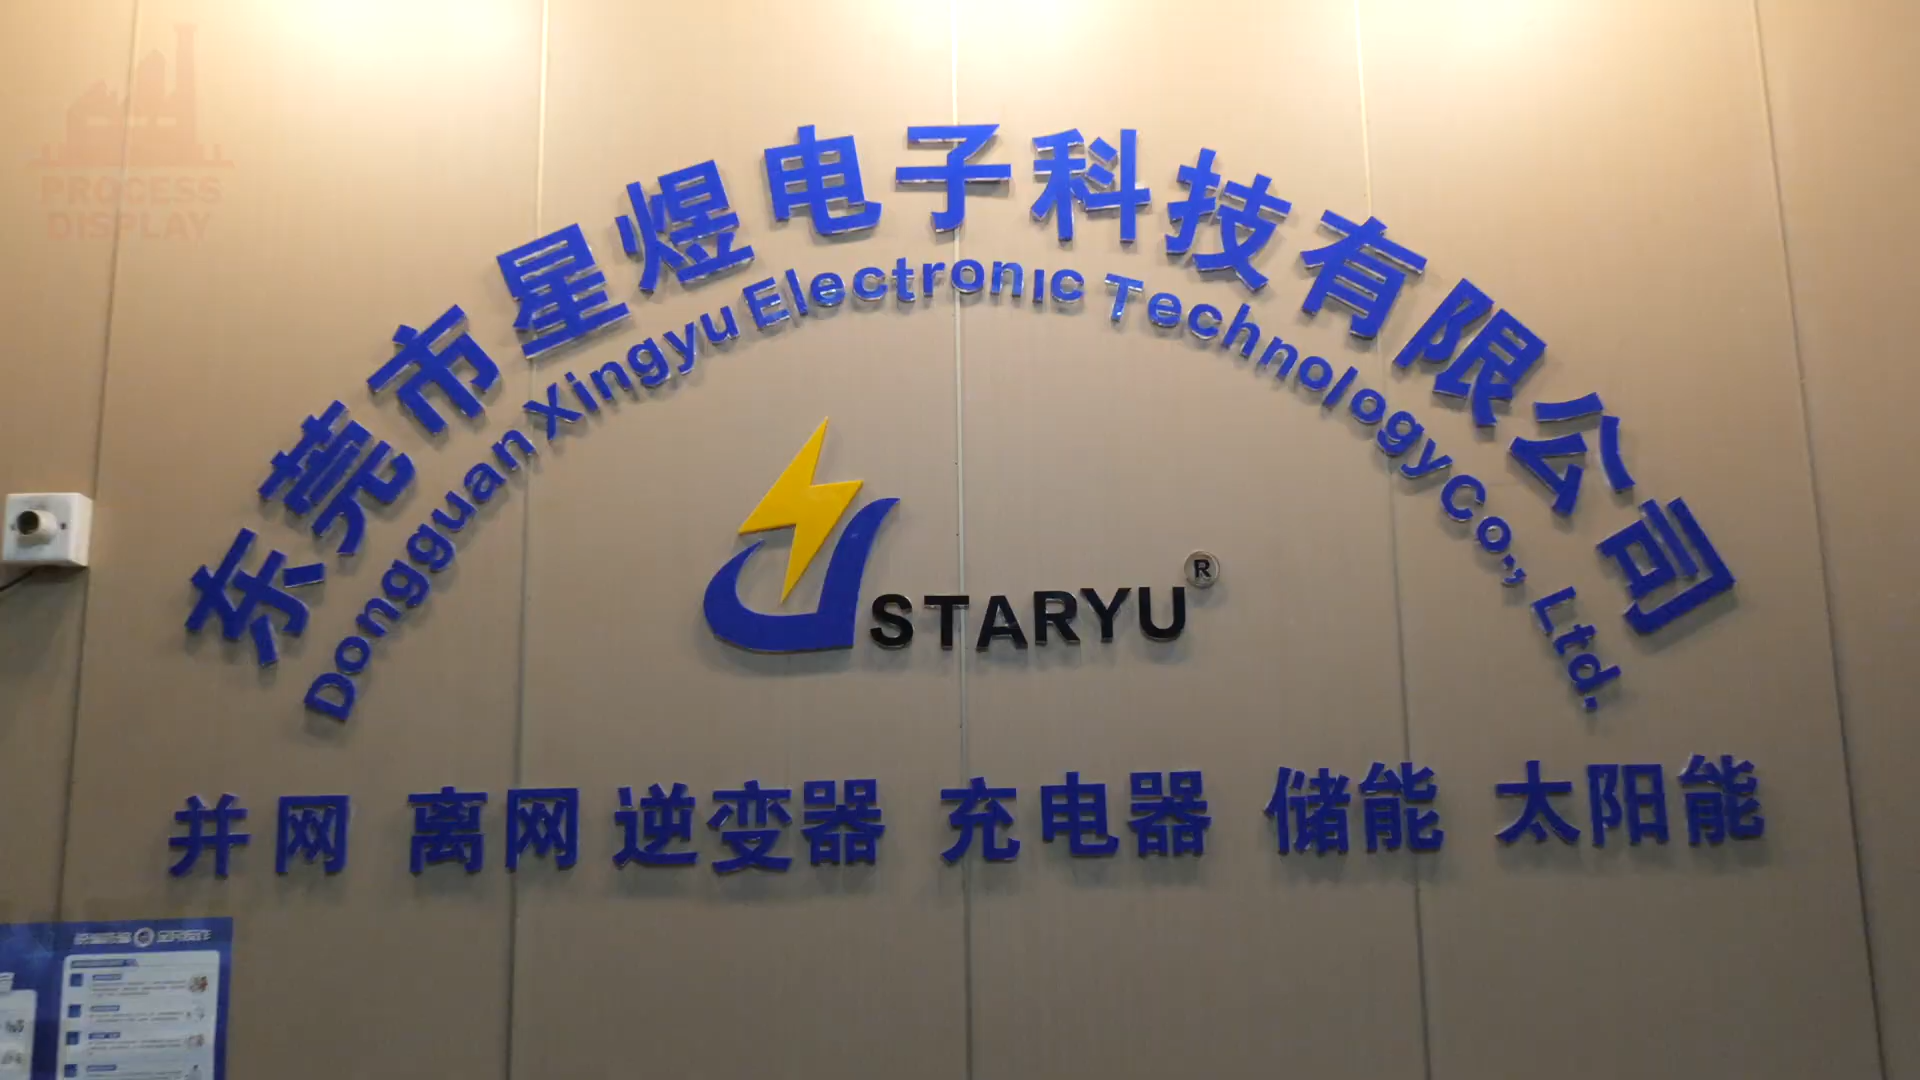 PROCESS
DISPLAY
东莞市星煜电子科技有限公司
Dongguan Xingyu Electronic Technology Co., Ltd.
STARYU®
并网 离网 逆变器 充电器 储能 太阳能